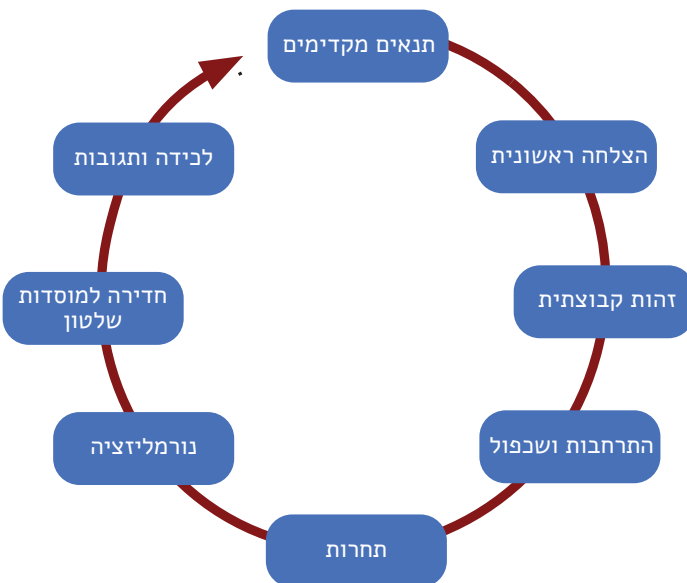 תנאים מקדימים
הצלחה ראשונית
זהות קבוצתית
התרחבות ושכפול
תחרות
נורמליזציה
חדירה למוסדות
שלטון
לכידה ותגובות